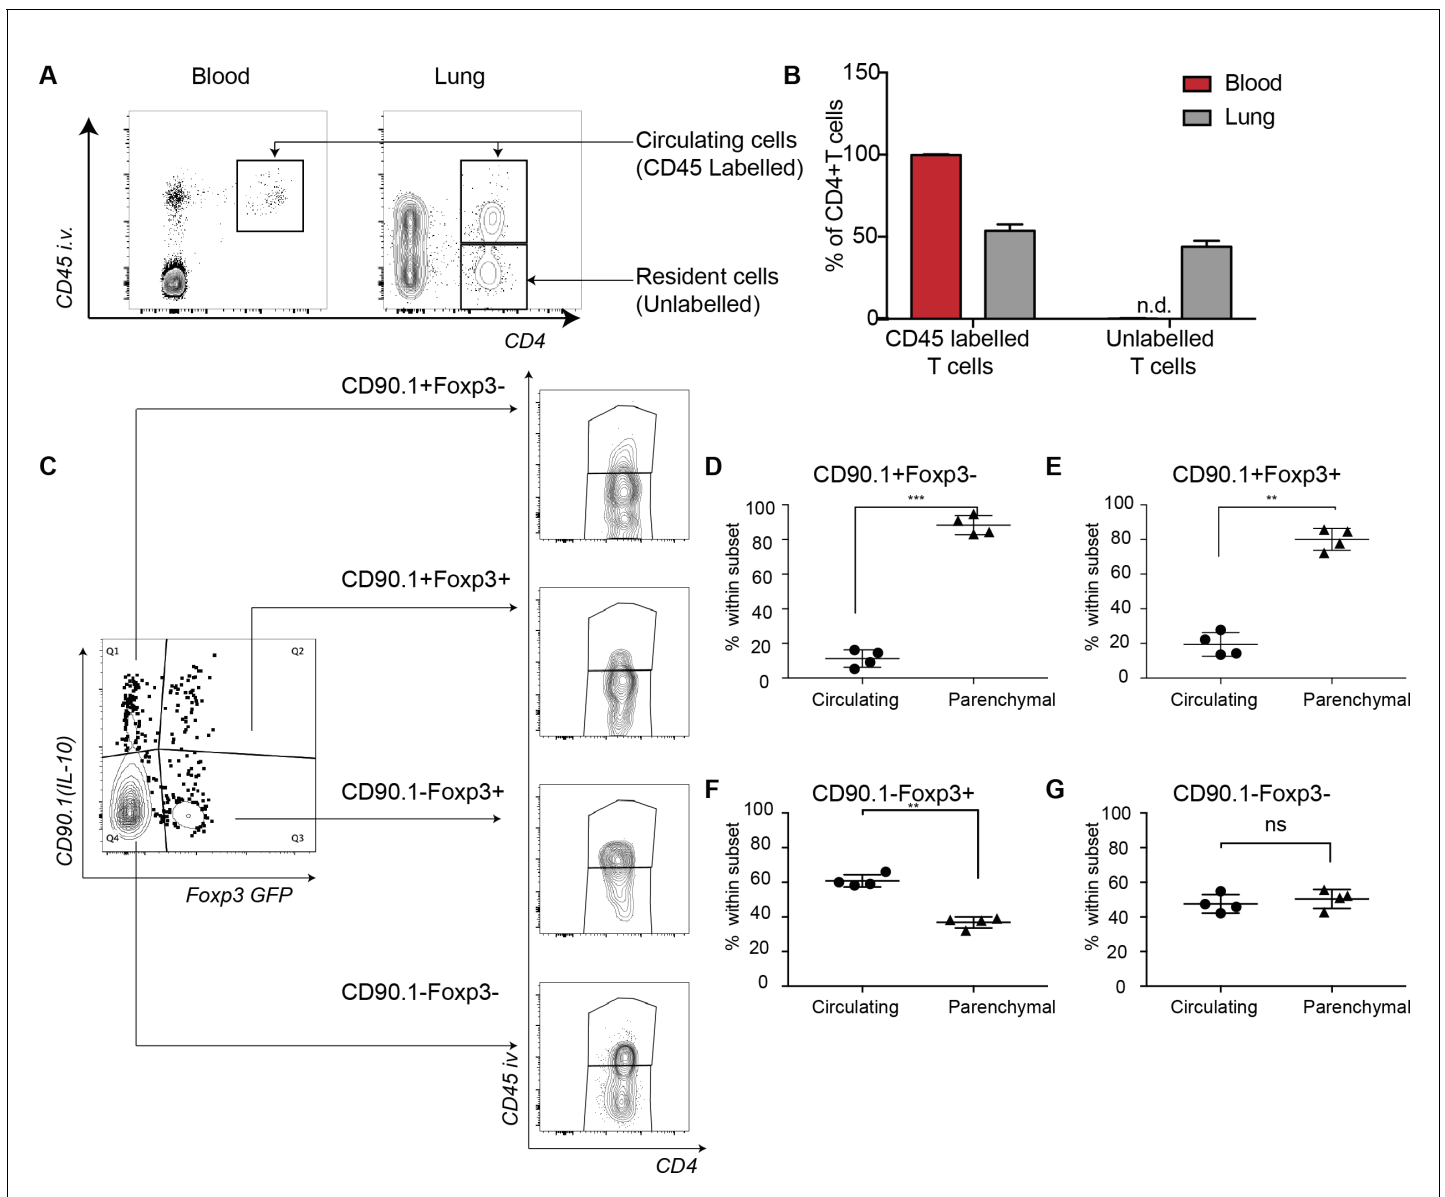 A
Blood
Lung
Circulating cells
(CD45 Labelled)
Resident cells
(Unlabelled)
CD45 i.v.
CD4
B
% of CD4+T cells
150
100
50
0
Blood
Lung
n.d.
CD45 labelled
T cells
Unlabelled
T cells
C
CD90.1+Foxp3-
CD90.1+Foxp3+
CD90.1-Foxp3+
CD90.1-Foxp3-
Q1
Q2
Q4
Q3
CD90.1(IL-10)
Foxp3 GFP
CD45 iv
CD4
D
CD90.1+Foxp3-
***
% within subset
100
80
60
40
20
0
Circulating
Parenchymal
E
CD90.1+Foxp3+
**
% within subset
100
80
60
40
20
0
Circulating
Parenchymal
F
CD90.1-Foxp3+
**
% within subset
100
80
60
40
20
0
Circulating
Parenchymal
G
CD90.1-Foxp3-
ns
% within subset
100
80
60
40
20
0
Circulating
Parenchymal